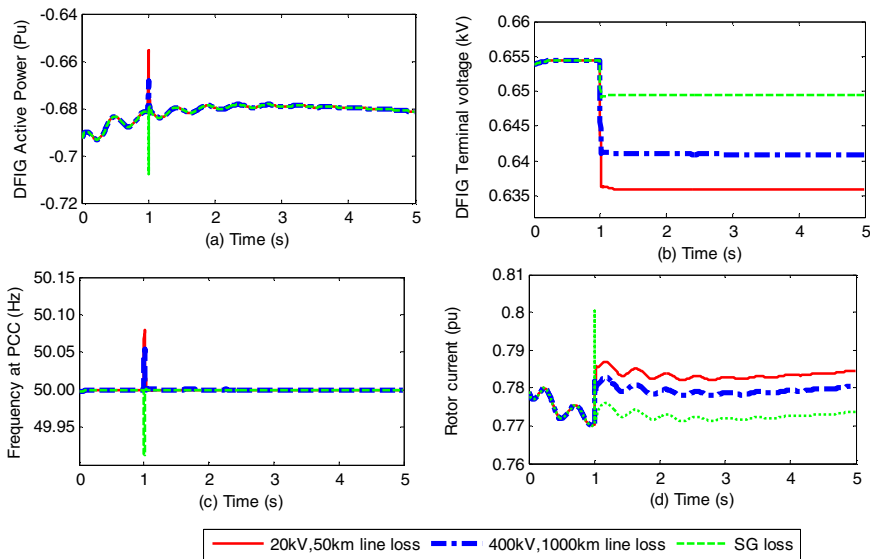 DFIG Active Power (Pu)
-0.64
-0.66
-0.68
-0.7
-0.72
0 1 2 3 4 5
(a) Time (s)
DFIG Terminal voltage (kV)
0.66
0.655
0.65
0.645
0.64
0.635
0 1 2 3 4 5
(b) Time (s)
Frequency at PCC (Hz)
50.15
50.10
50.05
50.00
49.95
0 1 2 3 4 5
(c) Time (s)
Rotor current (pu)
0.81
0.8
0.79
0.78
0.77
0.76
0 1 2 3 4 5
(d) Time (s)
20kV,50km line loss 400kV,1000km line loss SG loss